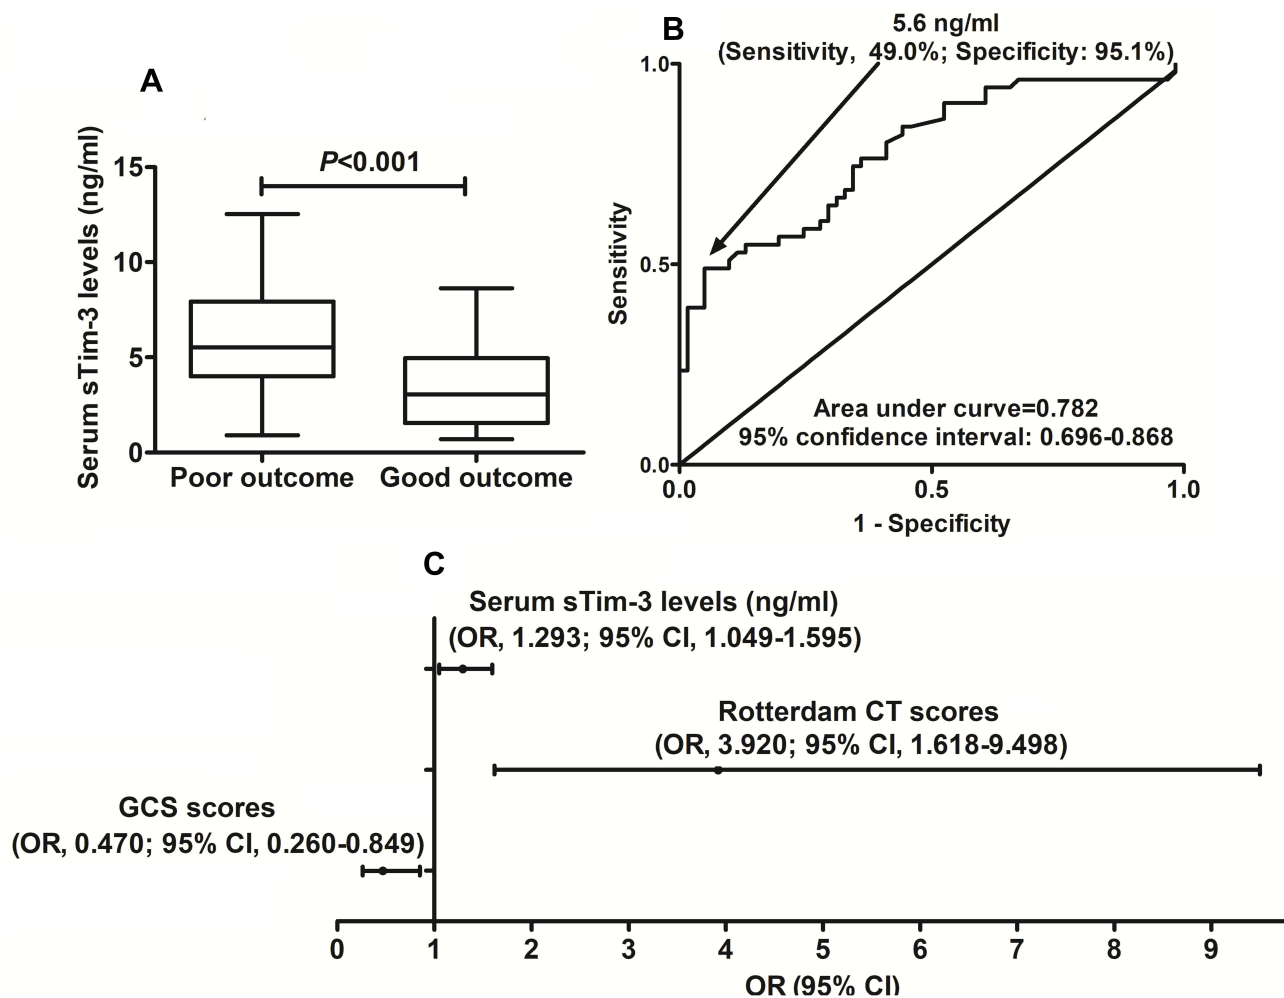 A
Serum sTim-3 levels (ng/ml)
15
10
5
0
P<0.001
Poor outcome
Good outcome
B
5.6 ng/ml
(Sensitivity, 49.0%; Specificity: 95.1%)
Sensitivity
1.0
0.5
0.0
Area under curve=0.782
95% confidence interval: 0.696-0.868
0.0
0.5
1.0
1 - Specificity
C
Serum sTim-3 levels (ng/ml)
(OR, 1.293; 95% CI, 1.049-1.595)
Rotterdam CT scores
(OR, 3.920; 95% CI, 1.618-9.498)
GCS scores
(OR, 0.470; 95% CI, 0.260-0.849)
0 1 2 3 4 5 6 7 8 9
OR (95% CI)